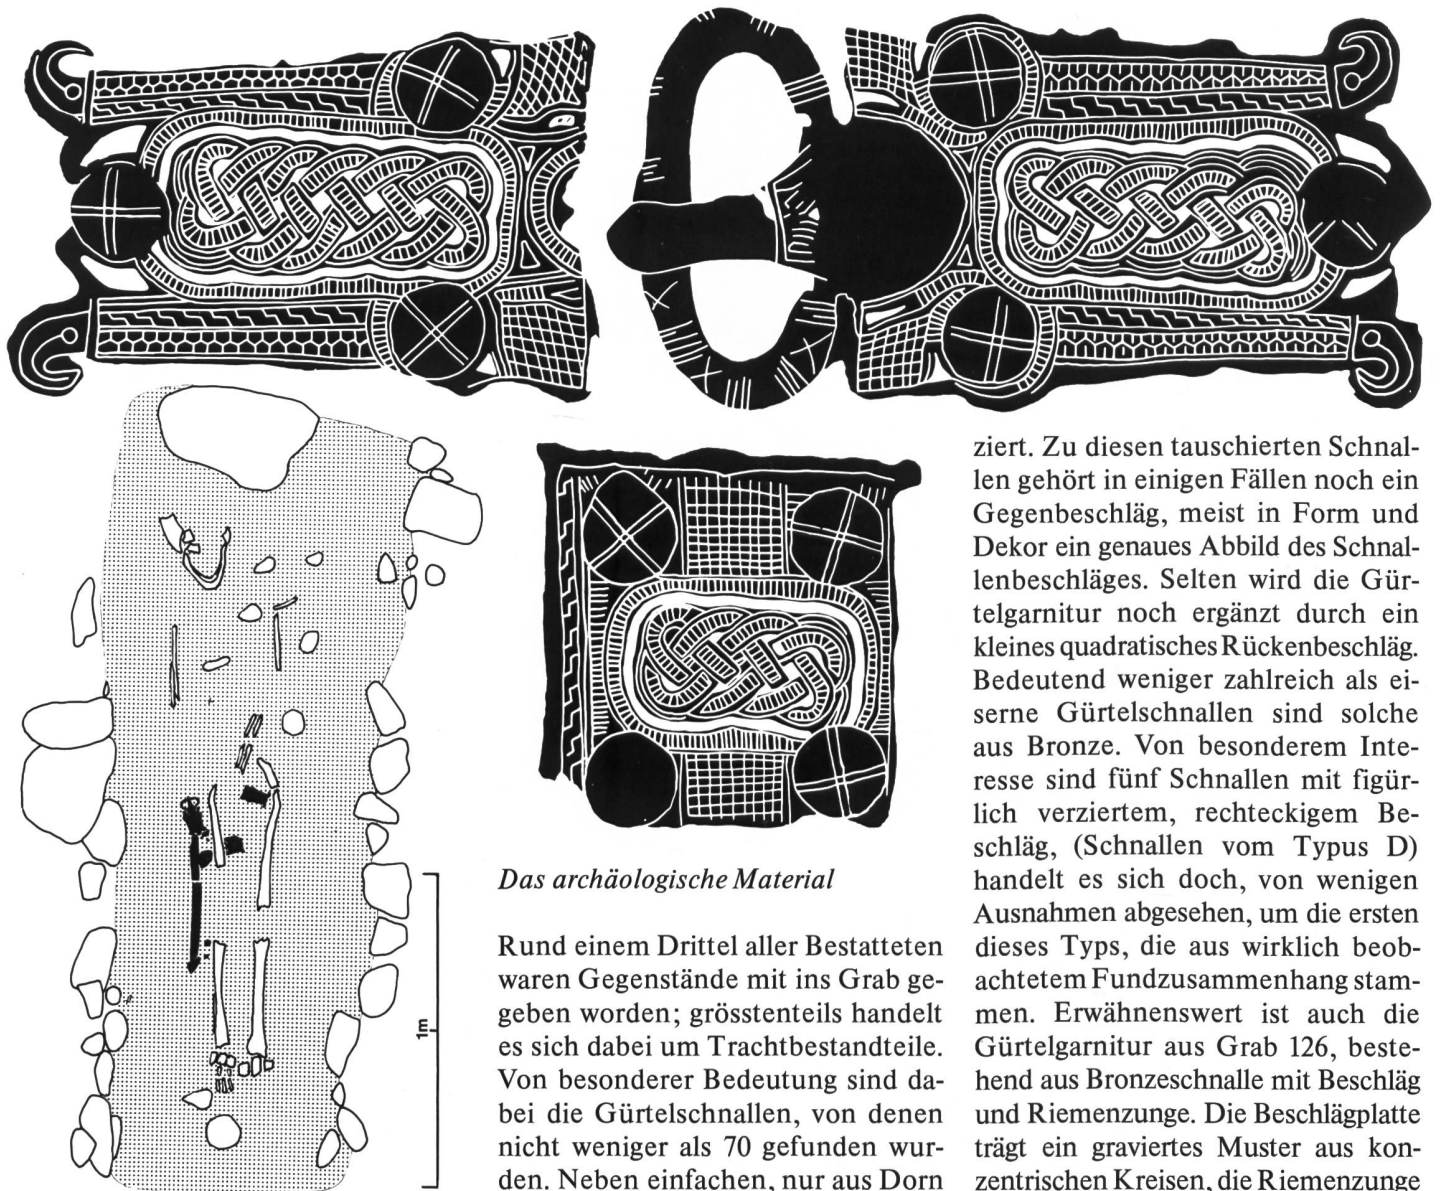 1m
Das archäologische Material
Rund einem Drittel aller Bestatteten
waren Gegenstände mit ins Grab ge-
geben worden; grösstenteils handelt
es sich dabei um Trachtbestandteile.
Von besonderer Bedeutung sind da-
bei die Gürtelschnallen, von denen
nicht weniger als 70 gefunden wur-
den. Neben einfachen, nur aus Dorn
ziert. Zu diesen tauschierten Schnal-
len gehört in einigen Fällen noch ein
Gegenbeschläg, meist in Form und
Dekor ein genaues Abbild des Schnal-
lenbeschläges. Selten wird die Gür-
telgarnitur noch ergänzt durch ein
kleines quadratisches Rückenbeschläg.
Bedeutend weniger zahlreich als ei-
serne Gürtelschnallen sind solche
aus Bronze. Von besonderem Inte-
resse sind fünf Schnallen mit figür-
lich verziertem, rechteckigem Be-
schläg, (Schnallen vom Typus D)
handelt es sich doch, von wenigen
Ausnahmen abgesehen, um die ersten
dieses Typs, die aus wirklich beob-
achtetem Fundzusammenhang stam-
men. Erwähnenswert ist auch die
Gürtelgarnitur aus Grab 126, beste-
hend aus Bronzeschnalle mit Beschläg
und Riemenzunge. Die Beschlägplatte
trägt ein graviertes Muster aus kon-
zentrischen Kreisen, die Riemenzunge